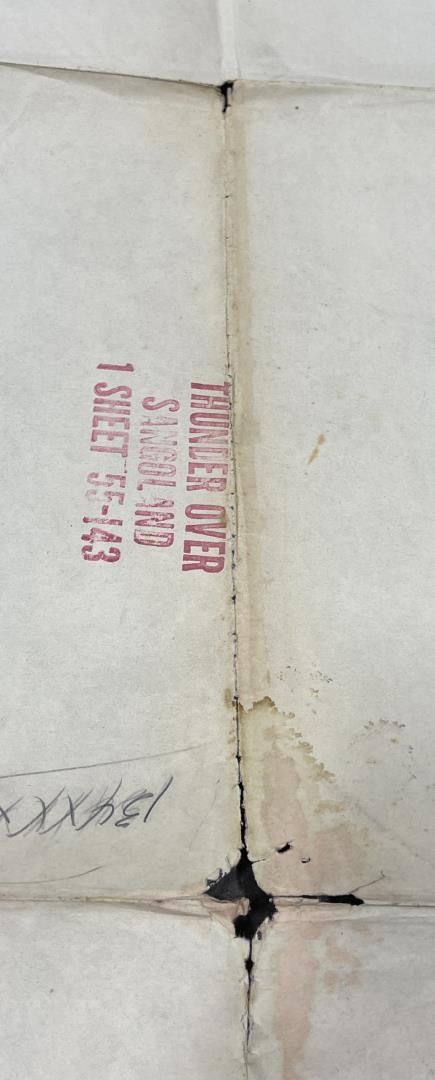 THUNDER OVER
SANGOLAND
1 SHEET 55-143